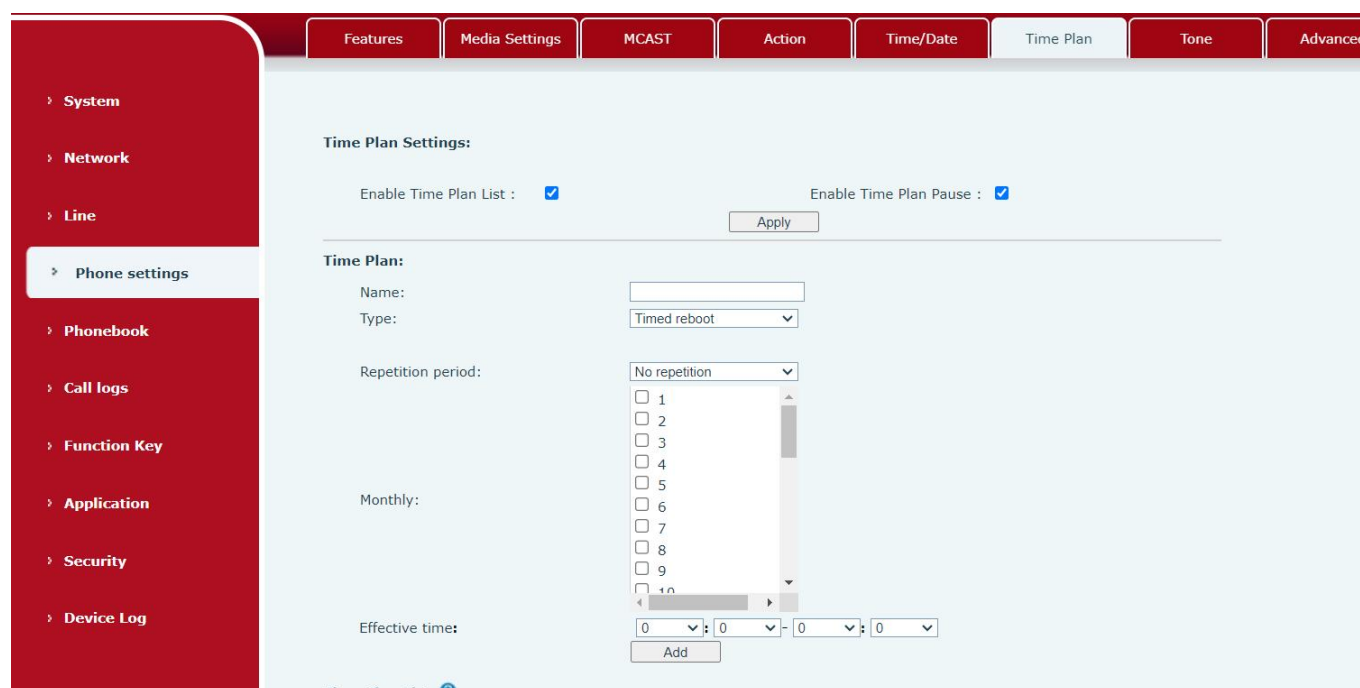 Features Media Settings MCAST Action Time/Date Time Plan Tone Advanced
System
Network
Line
Phone settings
Phonebook
Call logs
Function Key
Application
Security
Device Log
Time Plan Settings:
Enable Time Plan List : Enable Time Plan Pause :
Apply
Time Plan:
Name:
Type: Timed reboot
Repetition period: No repetition
1
2
3
4
5
6
7
8
9
10
Monthly:
Effective time: 0 : 0 - 0 : 0
Add